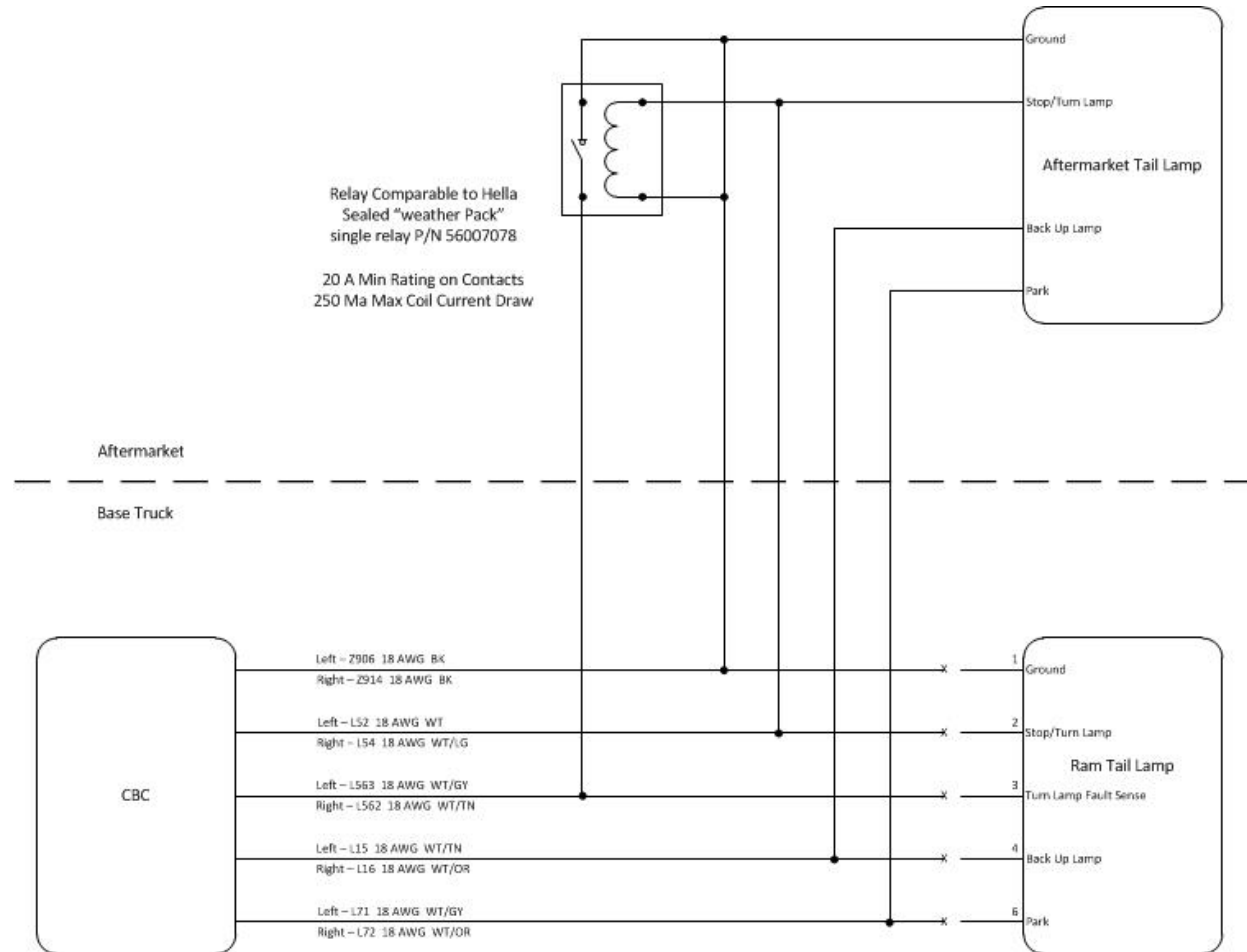 Ground
Stop/Turn Lamp
Aftermarket Tail Lamp
Back Up Lamp
Park
Relay Comparable to Hella
Sealed “weather Pack”
single relay P/N 56007078
20 A Min Rating on Contacts
250 Ma Max Coil Current Draw
Aftermarket
Base Truck
CBC
Left – Z906 18 AWG BK
Right – Z914 18 AWG BK
Left – L52 18 AWG WT
Right – L54 18 AWG WT/LG
Left – L563 18 AWG WT/GY
Right – L562 18 AWG WT/TN
Left – L15 18 AWG WT/TN
Right – L16 18 AWG WT/OR
Left – L71 18 AWG WT/GY
Right – L72 18 AWG WT/OR
x
x
x
x
x
1
Ground
2
Stop/Turn Lamp
Ram Tail Lamp
3
Turn Lamp Fault Sense
4
Back Up Lamp
6
Park